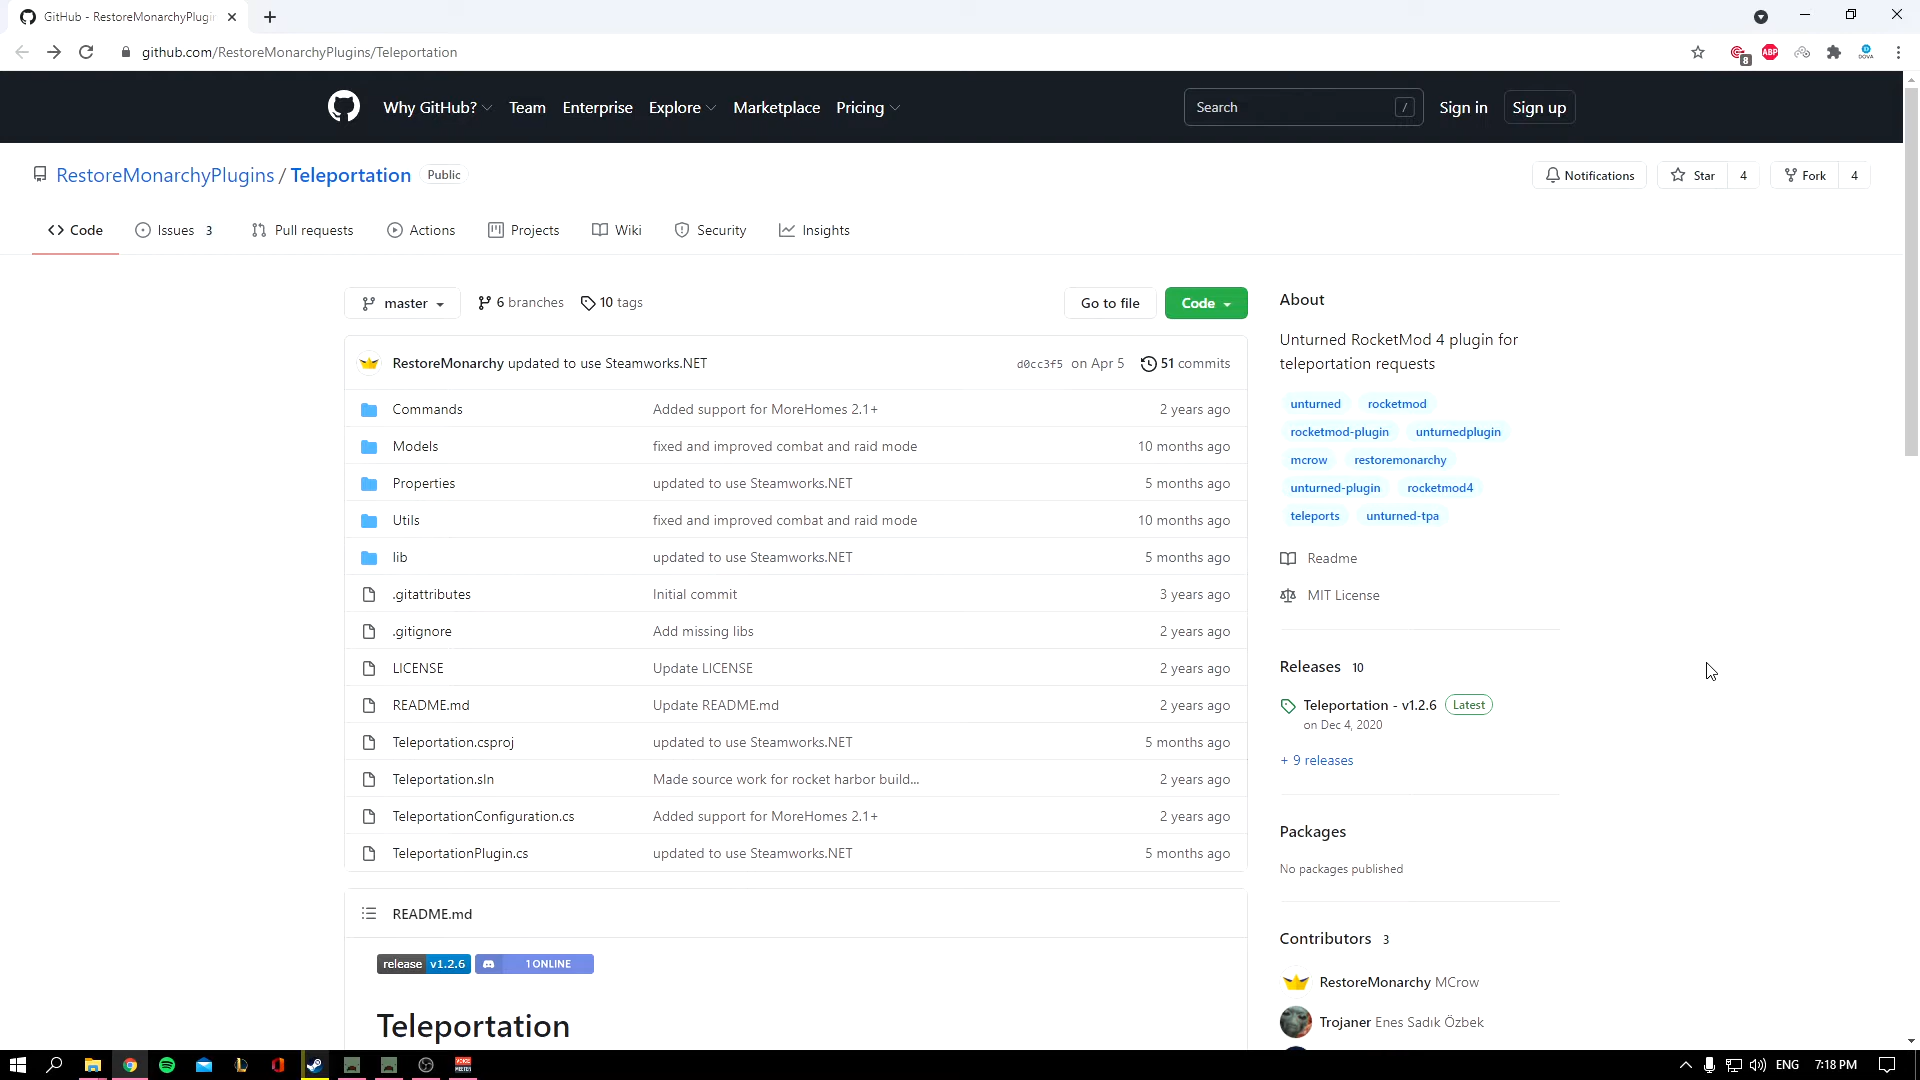 GitHub - RestoreMonarchyPlugin
github.com/RestoreMonarchyPlugins/Teleportation
8
ABP
DOVA
Why GitHub? Team Enterprise Explore Marketplace Pricing
Search /
Sign in Sign up
RestoreMonarchyPlugins / Teleportation Public
Notifications Star 4 Fork 4
Code Issues 3 Pull requests Actions Projects Wiki Security Insights
master 6 branches 10 tags Go to file Code
RestoreMonarchy updated to use Steamworks.NET d0cc3f5 on Apr 5 51 commits
Commands Added support for MoreHomes 2.1+ 2 years ago
Models fixed and improved combat and raid mode 10 months ago
Properties updated to use Steamworks.NET 5 months ago
Utils fixed and improved combat and raid mode 10 months ago
lib updated to use Steamworks.NET 5 months ago
.gitattributes Initial commit 3 years ago
.gitignore Add missing libs 2 years ago
LICENSE Update LICENSE 2 years ago
README.md Update README.md 2 years ago
Teleportation.csproj updated to use Steamworks.NET 5 months ago
Teleportation.sln Made source work for rocket harbor build... 2 years ago
TeleportationConfiguration.cs Added support for MoreHomes 2.1+ 2 years ago
TeleportationPlugin.cs updated to use Steamworks.NET 5 months ago
README.md
release v1.2.6 1 ONLINE
Teleportation
About
Unturned RocketMod 4 plugin for
teleportation requests
unturned rocketmod
rocketmod-plugin unturnedplugin
mcrow restoremonarchy
unturned-plugin rocketmod4
teleports unturned-tpa
Readme
MIT License
Releases 10
Teleportation - v1.2.6 Latest
on Dec 4, 2020
+ 9 releases
Packages
No packages published
Contributors 3
RestoreMonarchy MCrow
Trojaner Enes Sadık Özbek
ENG 7:18 PM